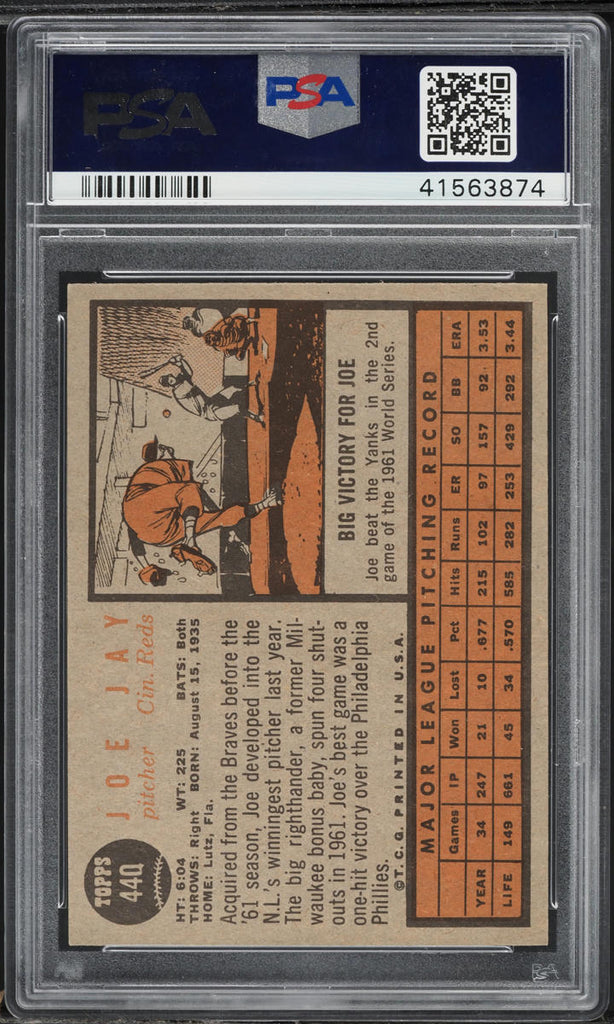 PSA
PSA
41563874
TOPPS
440
JOE JAY
pitcher Cin. Reds
HT: 6:04 WT: 225 BATS: Both
THROWS: Right BORN: August 15, 1935
HOME: Lutz, Fla.
Acquired from the Braves before the
'61 season, Joe developed into the
N.L.'s winningest pitcher last year.
The big righthander, a former Mil-
waukee bonus baby, spun four shut-
outs in 1961. Joe's best game was a
one-hit victory over the Philadelphia
Phillies.
©T. C. G. PRINTED IN U.S.A.
BIG VICTORY FOR JOE
Joe beat the Yanks in the 2nd
game of the 1961 World Series.
MAJOR LEAGUE PITCHING RECORD
Games IP Won Lost Pct Hits Runs ER SO BB ERA
YEAR 34 247 21 10 .677 215 102 97 157 92 3.53
LIFE 149 661 45 34 .570 585 282 253 429 292 3.44